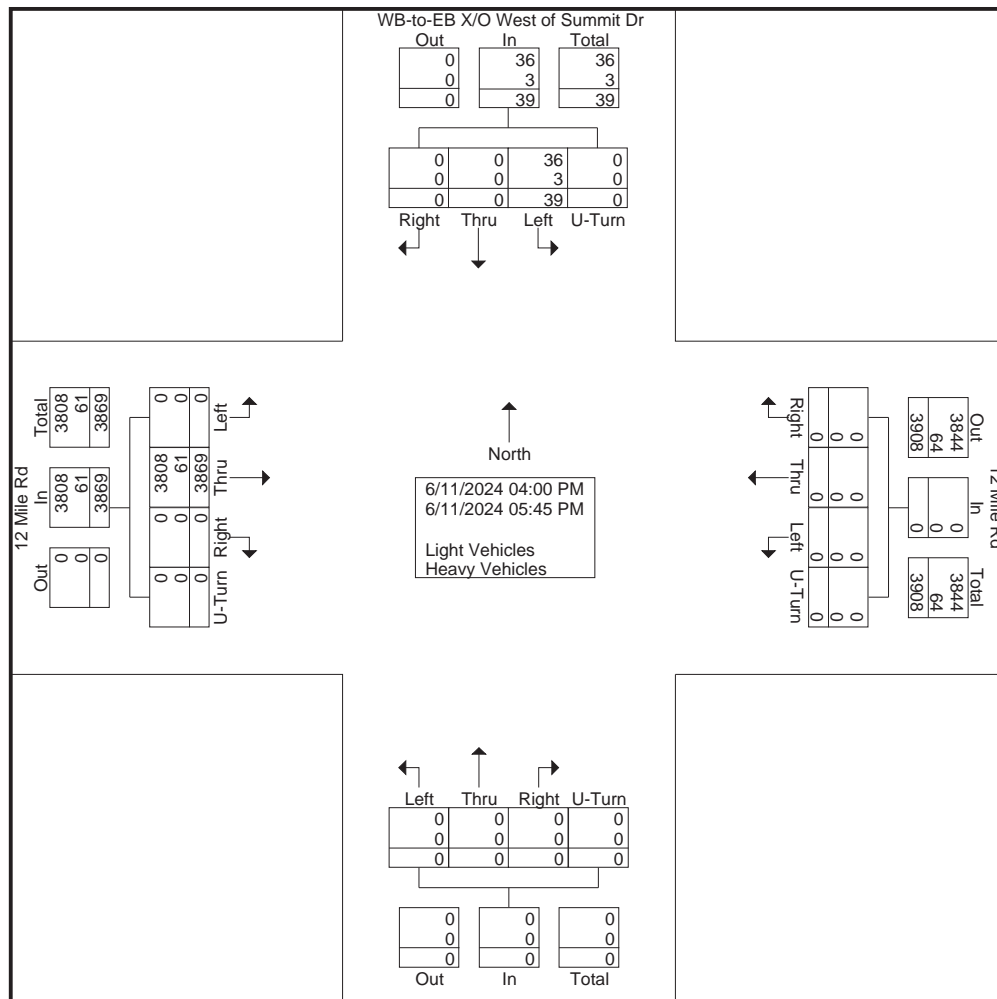 WB-to-EB X/O West of Summit Dr
Out In Total
0 36 36
0 3 3
0 39 39
0 0 36 0
0 0 3 0
0 0 39 0
Right Thru Left U-Turn
12 Mile Rd
Total In Out
3808 3808 0
61 61 0
3869 3869 0
0 3808 0 0
0 61 0 0
0 3869 0 0
Left Thru Right U-Turn
North
6/11/2024 04:00 PM
6/11/2024 05:45 PM
Light Vehicles
Heavy Vehicles
Right Thru Left U-Turn
0 0 0 0
0 0 0 0
0 0 0 0
12 Mile Rd
Out In Total
3844 0 3844
64 0 64
3908 0 3908
Left Thru Right U-Turn
0 0 0 0
0 0 0 0
0 0 0 0
0 0 0
0 0 0
0 0 0
Out In Total